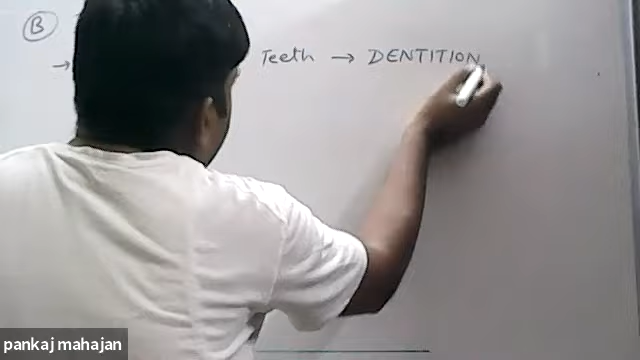 B
→ Teeth → DENTITION
pankaj mahajan